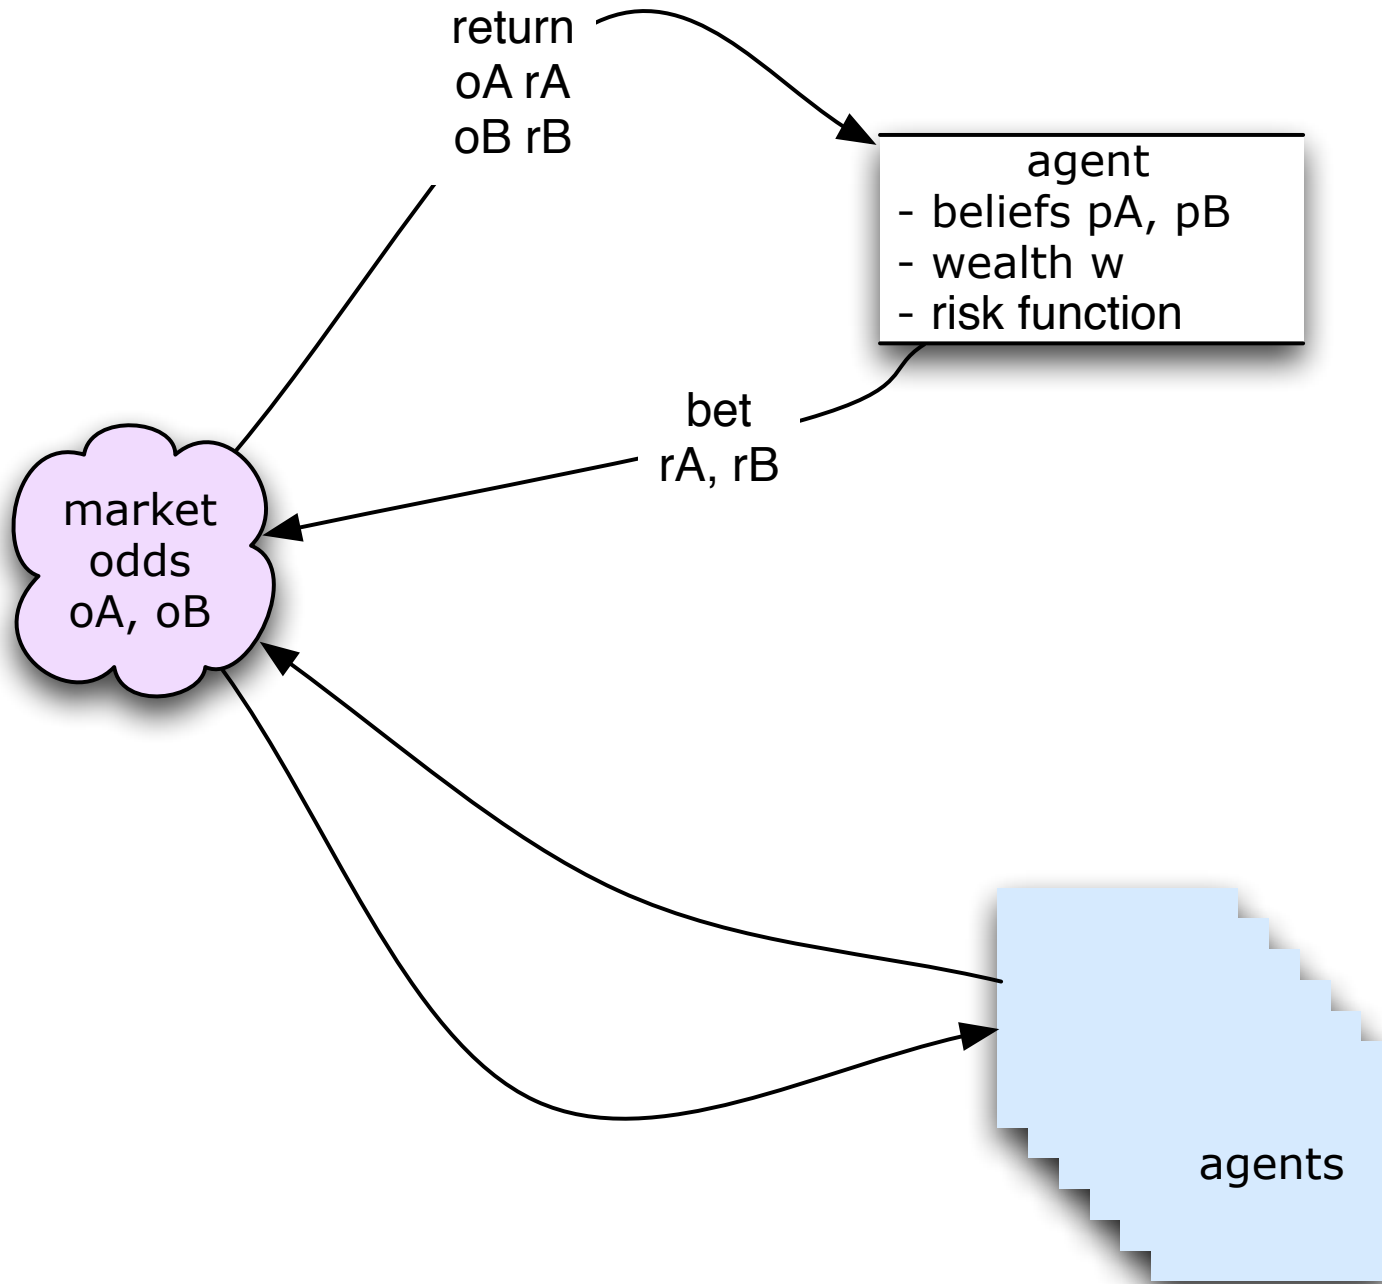 return
oA rA
oB rB
agent
- beliefs pA, pB
- wealth w
- risk function
bet
rA, rB
market
odds
oA, oB
agents